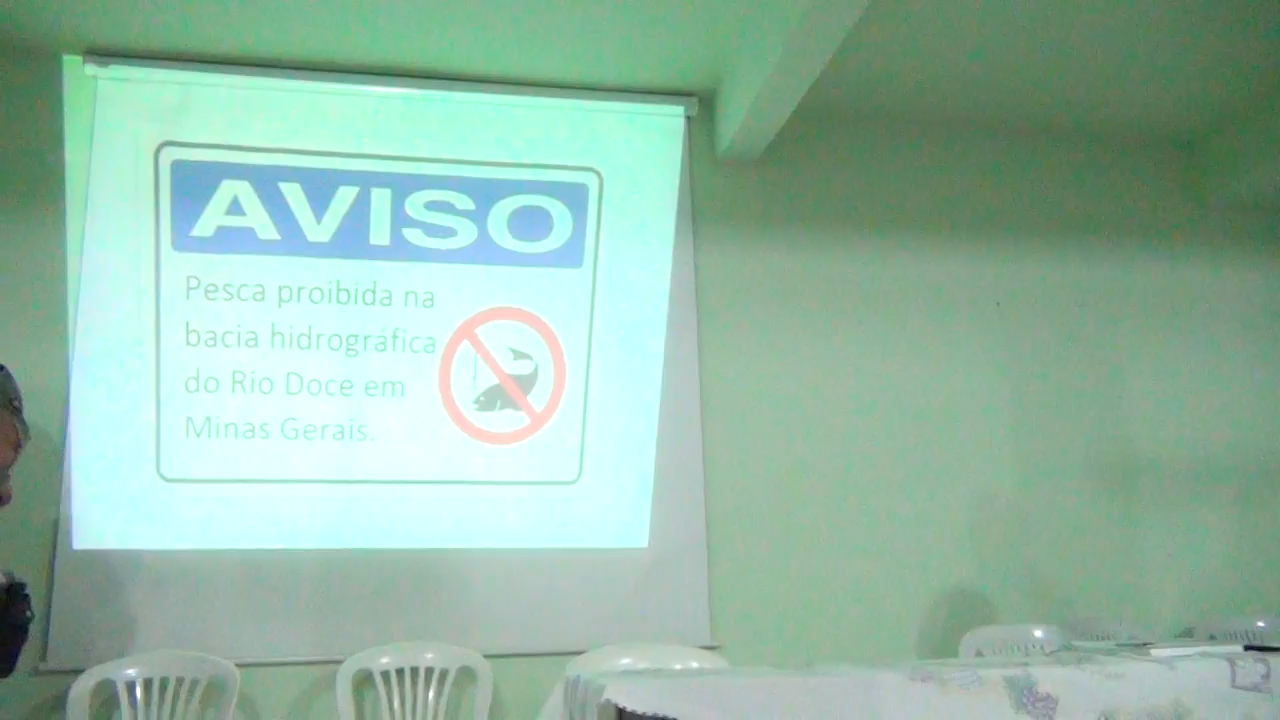 AVISO
Pesca proibida na
bacia hidrográfica
do Rio Doce em
Minas Gerais.